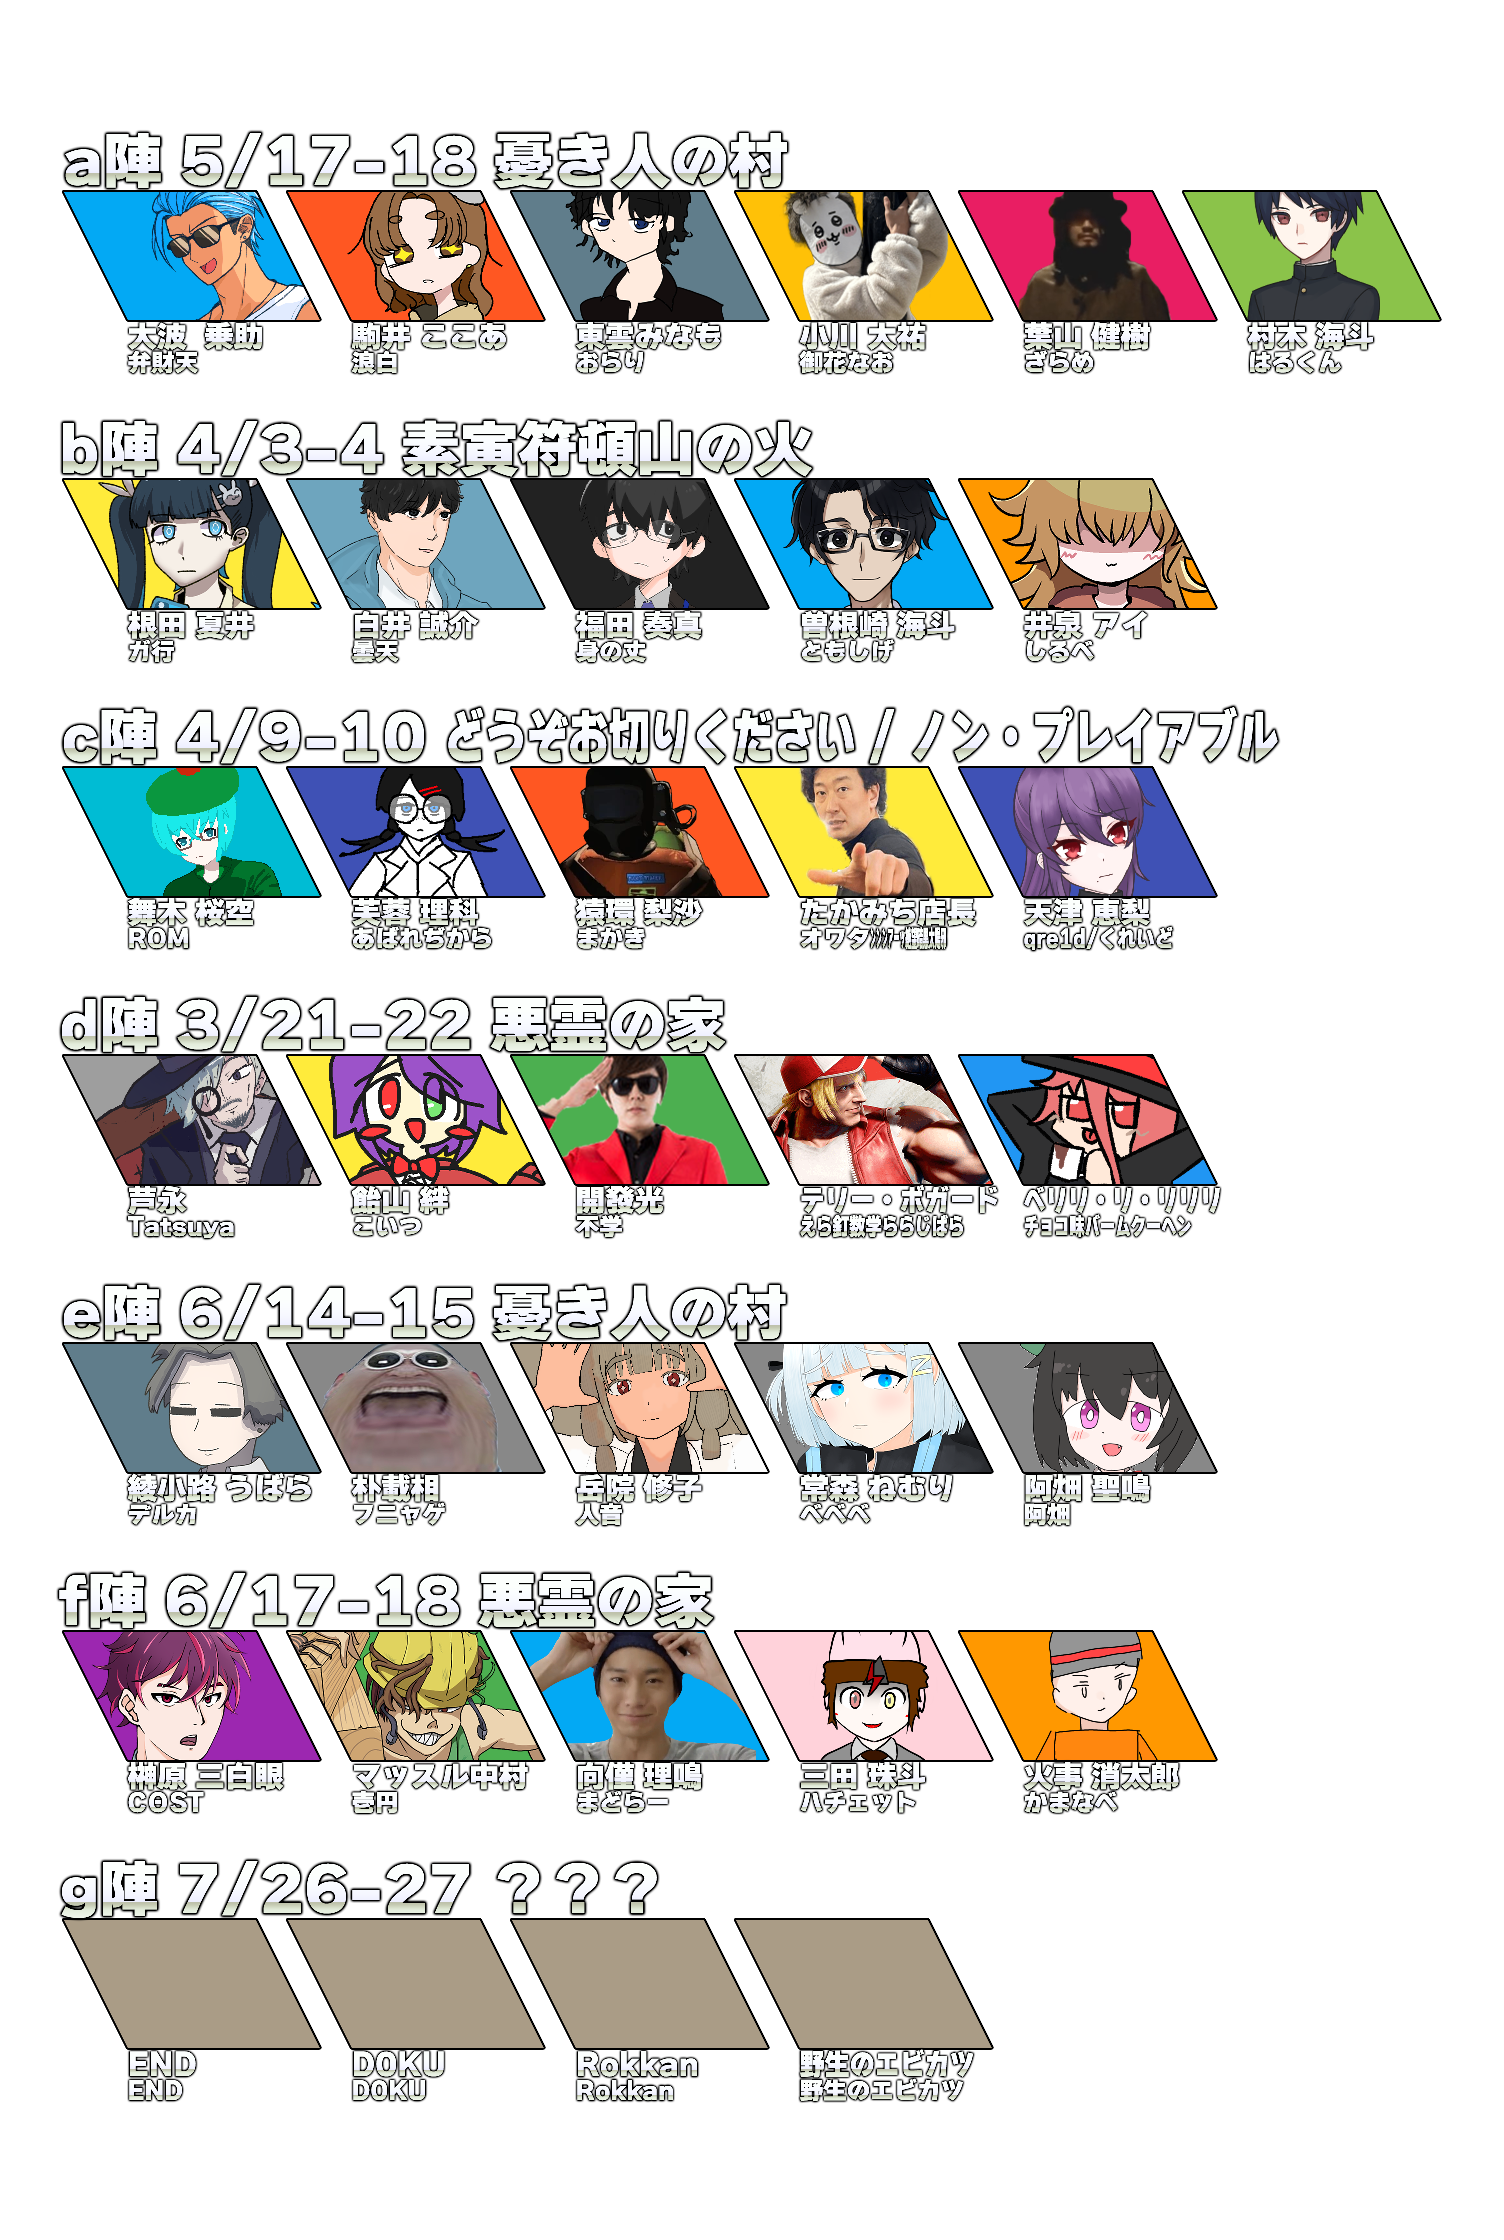 a陣 5/17-18 憂き人の村
大波 乗助 駒井 ここあ 東雲みなも 小川 大祐 葉山 健樹 村木 海斗
弁財天 浪白 おらり 御花なお ざらめ はるくん
b陣 4/3-4 素寅符頓山の火
根田 夏井 白井 誠介 福田 奏真 曽根崎 海斗 井泉 アイ
ガ行 曇天 身の丈 ともしげ しるべ
c陣 4/9-10 どうぞお切りください / ノン・プレイアブル
舞木 桜空 芙蓉 理科 猿環 梨沙 たかみち店長 天津 恵梨
ROM あばれぢから まかき オワタ qre1d/くれいど
d陣 3/21-22 悪霊の家
芦永 飴山 絆 開發光 テリー・ボガード ベリリ・リ・リリリ
Tatsuya こいつ 不学 えら釘数学ららじぱら チョコ味バームクーヘン
e陣 6/14-15 憂き人の村
綾小路 うばら 朴載相 岳院 修子 常森 ねむり 阿畑 聖鳴
デルカ フニャゲ 人音 べべべ 阿畑
f陣 6/17-18 悪霊の家
榊原 三白眼 マッスル中村 向僅 理鳴 三田 珠斗 火事 消太郎
COST 壱円 まどらー ハチェット かまなべ
g陣 7/26-27 ？？？
END DOKU Rokkan 野生のエビカツ
END DOKU Rokkan 野生のエビカツ